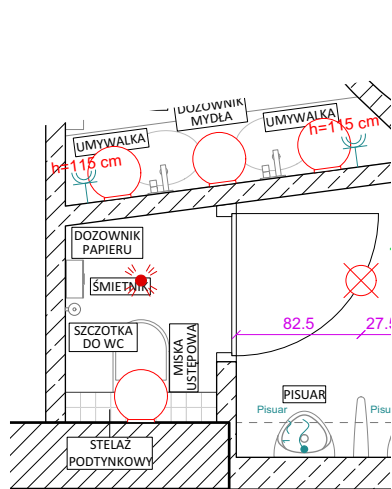 DOZOWNIK
MYDŁA
UMYWALKA
UMYWALKA
h=115 cm
h=115 cm
DOZOWNIK
PAPIERU
ŚMIETNIK
SZCZOTKA
DO WC
MISKA
USTĘPOWA
82.5
27.5
PISUAR
Pisuar
Pisu
STELAŻ
PODTYNKOWY